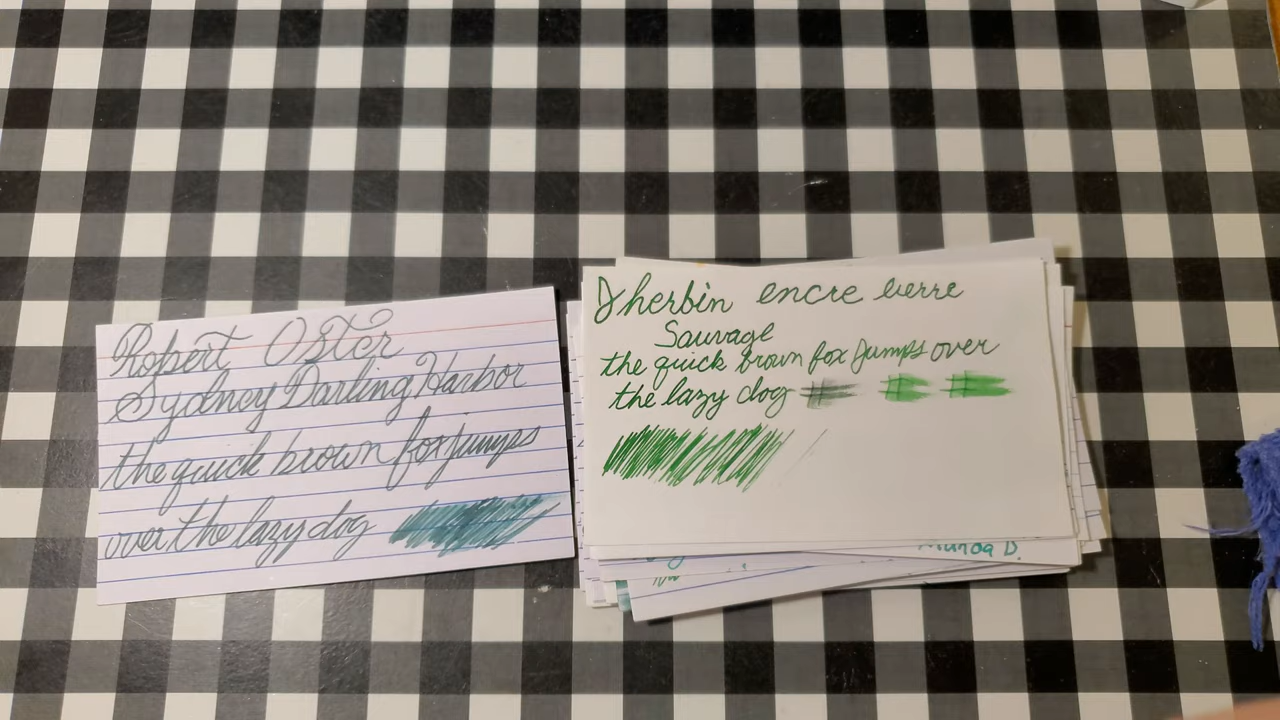 Robert Oster
Sydney Darling Harbor
the quick brown fox jumps
over the lazy dog
Jherbin encre verre
Sauvage
the quick brown fox Jumps over
the lazy dog
D.